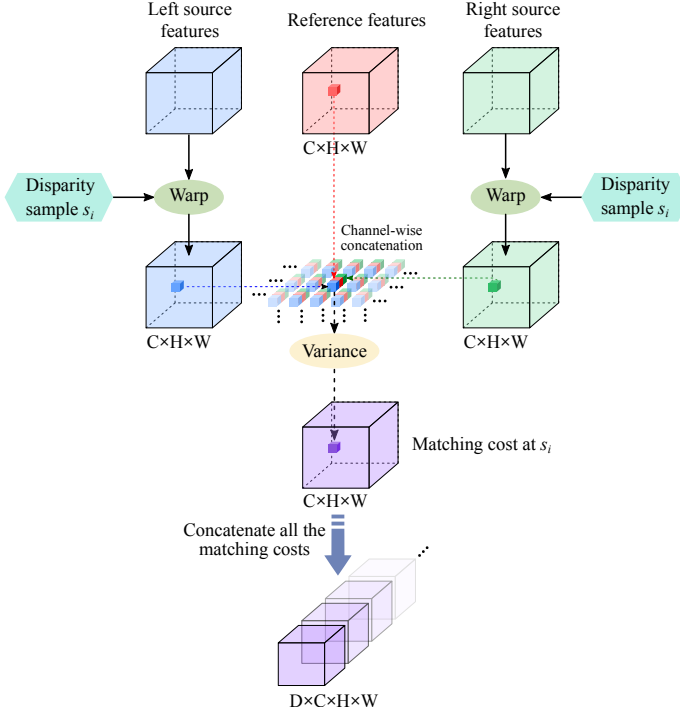 Left source
features
Reference features
Right source
features
C×H×W
Disparity
sample s_i
Warp
Warp
Disparity
sample s_i
Channel-wise
concatenation
C×H×W
C×H×W
Variance
Matching cost at s_i
C×H×W
Concatenate all the
matching costs
D×C×H×W